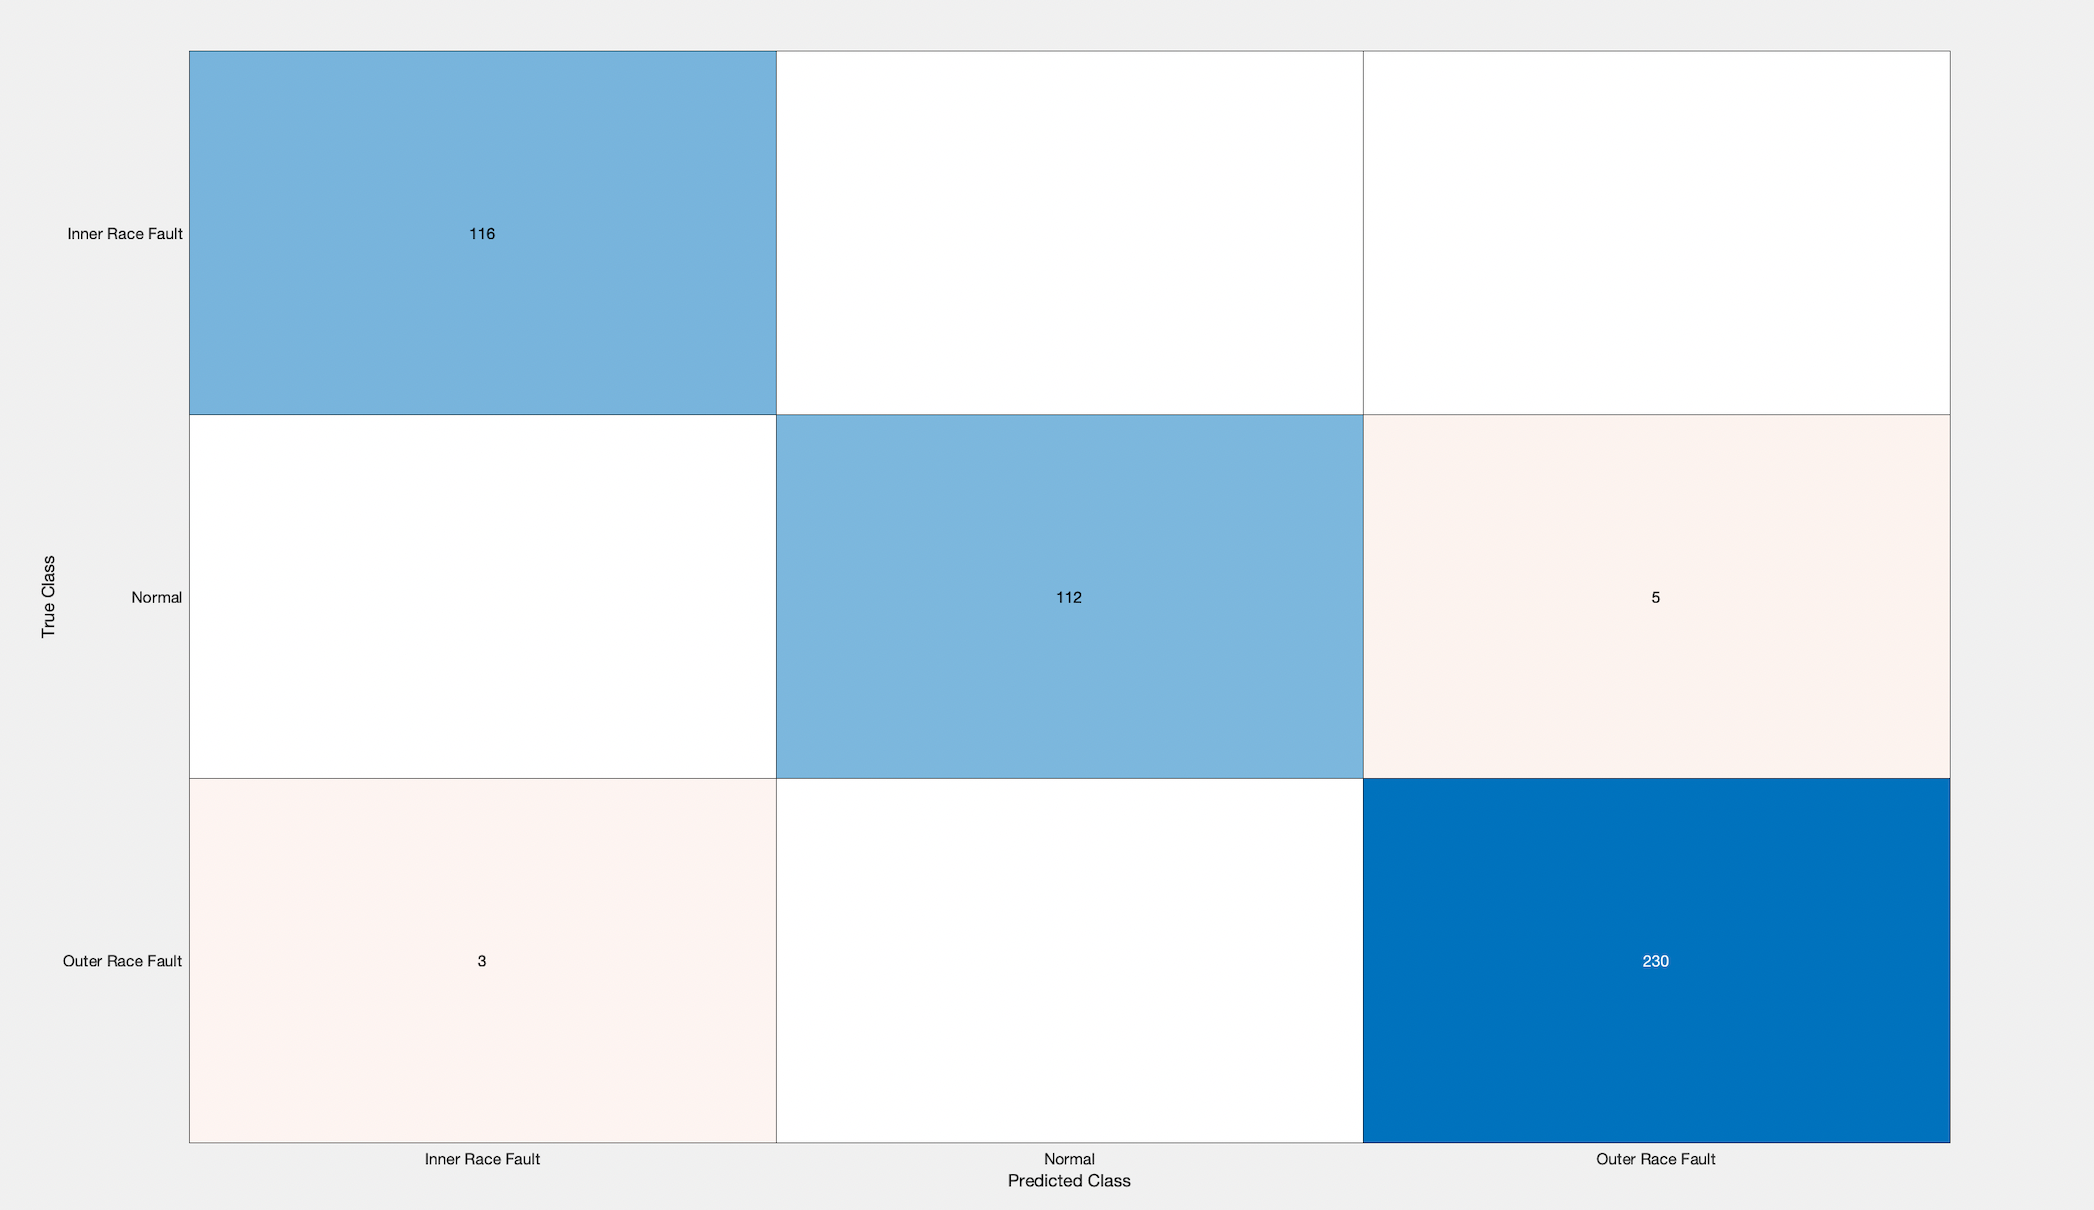 True Class
Inner Race Fault
116
Normal
112
5
Outer Race Fault
3
230
Inner Race Fault
Normal
Outer Race Fault
Predicted Class